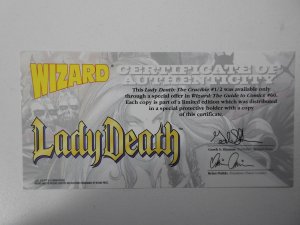 WIZARD
CERTIFICATE OF
AUTHENTICITY
This Lady Death: The Crucible #1/2 was available only
through a special offer in Wizard: The Guide to Comics #60.
Each copy is part of a limited edition which was distributed
in a special protective holder with a copy
of this certificate.
Lady Death